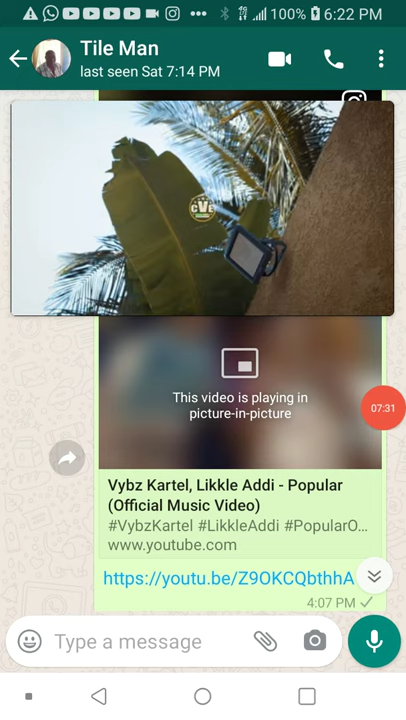 100% 6:22 PM
Tile Man
last seen Sat 7:14 PM
CVE
This video is playing in
picture-in-picture
07:31
Vybz Kartel, Likkle Addi - Popular
(Official Music Video)
#VybzKartel #LikkleAddi #PopularO...
www.youtube.com
https://youtu.be/Z9OKCQbthhA
4:07 PM
Type a message